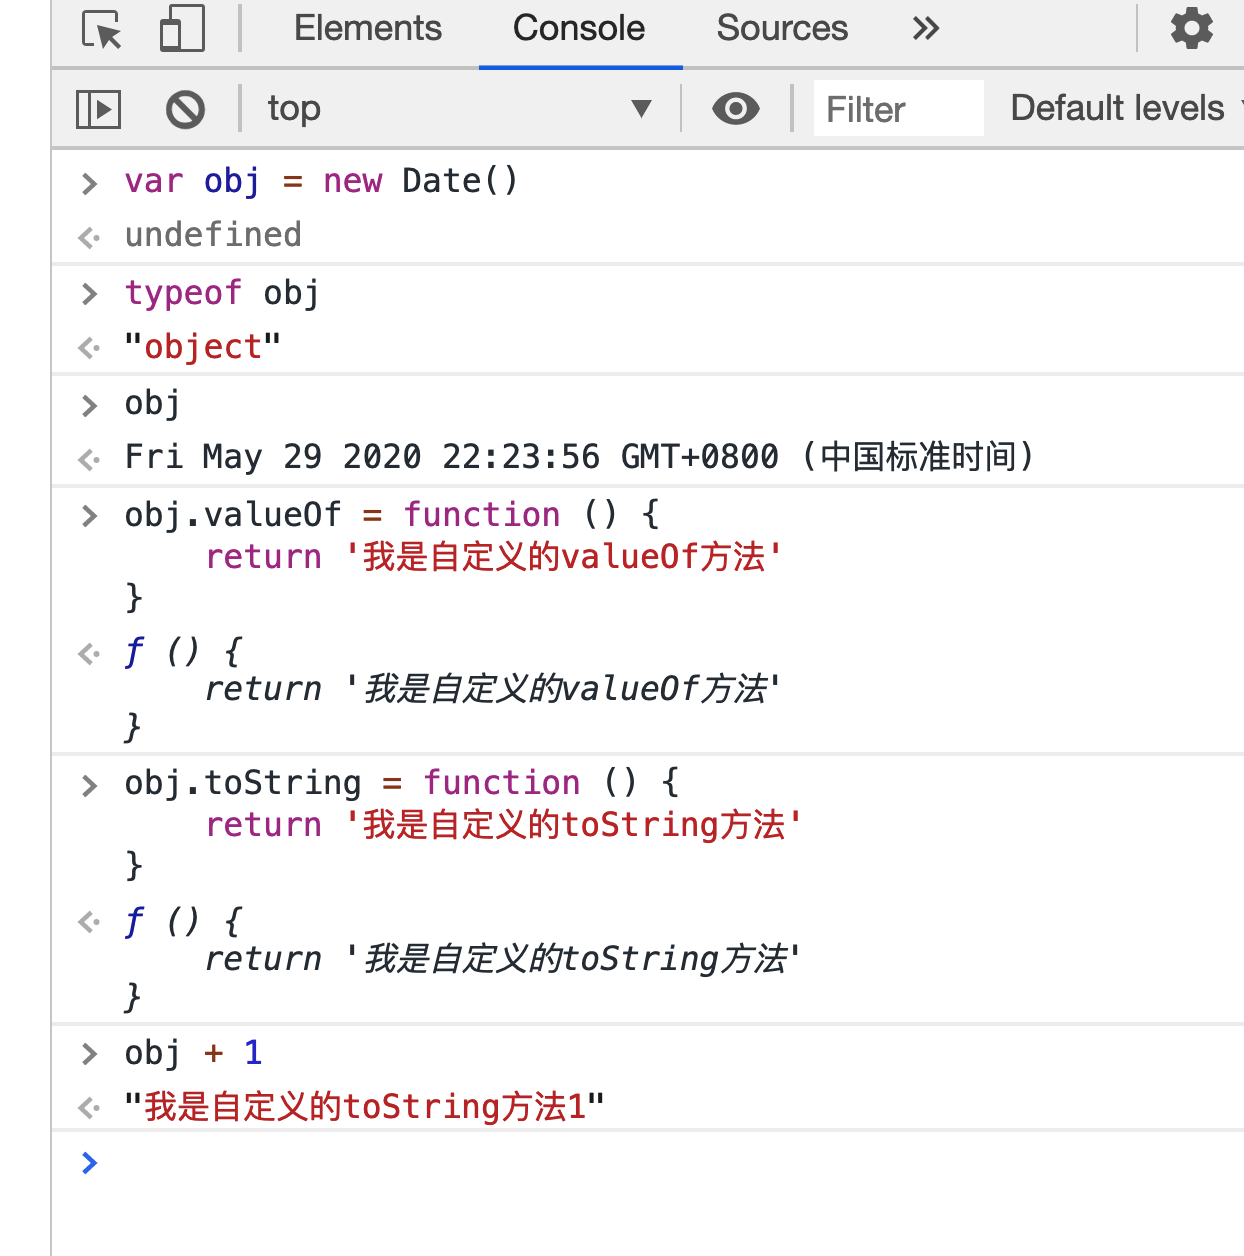 Elements Console Sources
top Filter Default levels
var obj = new Date()
undefined
typeof obj
"object"
obj
Fri May 29 2020 22:23:56 GMT+0800 (中国标准时间)
obj.valueOf = function () {
    return '我是自定义的valueOf方法'
}
f () {
    return '我是自定义的valueOf方法'
}
obj.toString = function () {
    return '我是自定义的toString方法'
}
f () {
    return '我是自定义的toString方法'
}
obj + 1
"我是自定义的toString方法1"